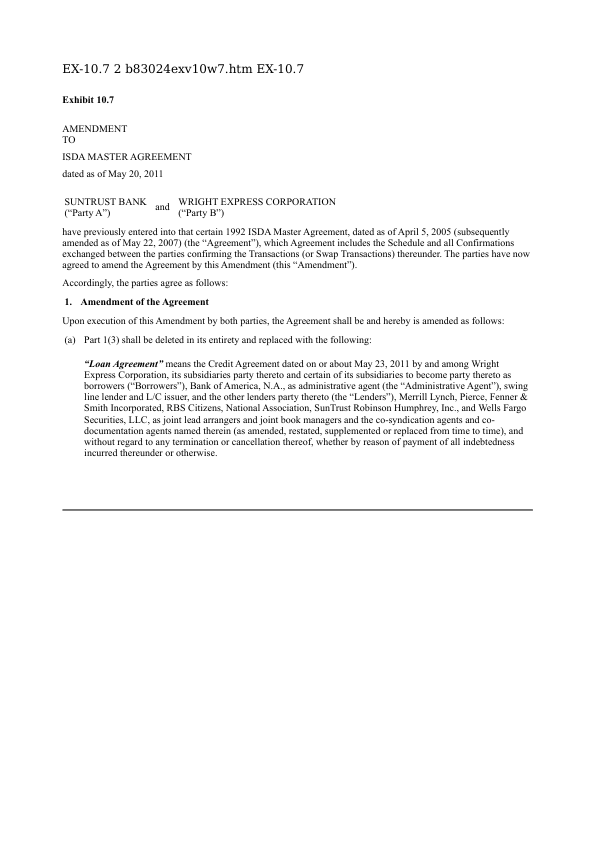 EX-10.7 2 b83024exv10w7.htm EX-10.7
Exhibit 10.7
AMENDMENT
TO
ISDA MASTER AGREEMENT
dated as of May 20, 2011
SUNTRUST BANK and WRIGHT EXPRESS CORPORATION
(“Party A”) (“Party B”)
have previously entered into that certain 1992 ISDA Master Agreement, dated as of April 5, 2005 (subsequently
amended as of May 22, 2007) (the “Agreement”), which Agreement includes the Schedule and all Confirmations
exchanged between the parties confirming the Transactions (or Swap Transactions) thereunder. The parties have now
agreed to amend the Agreement by this Amendment (this “Amendment”).
Accordingly, the parties agree as follows:
1. Amendment of the Agreement
Upon execution of this Amendment by both parties, the Agreement shall be and hereby is amended as follows:
(a) Part 1(3) shall be deleted in its entirety and replaced with the following:
“Loan Agreement” means the Credit Agreement dated on or about May 23, 2011 by and among Wright
Express Corporation, its subsidiaries party thereto and certain of its subsidiaries to become party thereto as
borrowers (“Borrowers”), Bank of America, N.A., as administrative agent (the “Administrative Agent”), swing
line lender and L/C issuer, and the other lenders party thereto (the “Lenders”), Merrill Lynch, Pierce, Fenner &
Smith Incorporated, RBS Citizens, National Association, SunTrust Robinson Humphrey, Inc., and Wells Fargo
Securities, LLC, as joint lead arrangers and joint book managers and the co-syndication agents and co-
documentation agents named therein (as amended, restated, supplemented or replaced from time to time), and
without regard to any termination or cancellation thereof, whether by reason of payment of all indebtedness
incurred thereunder or otherwise.